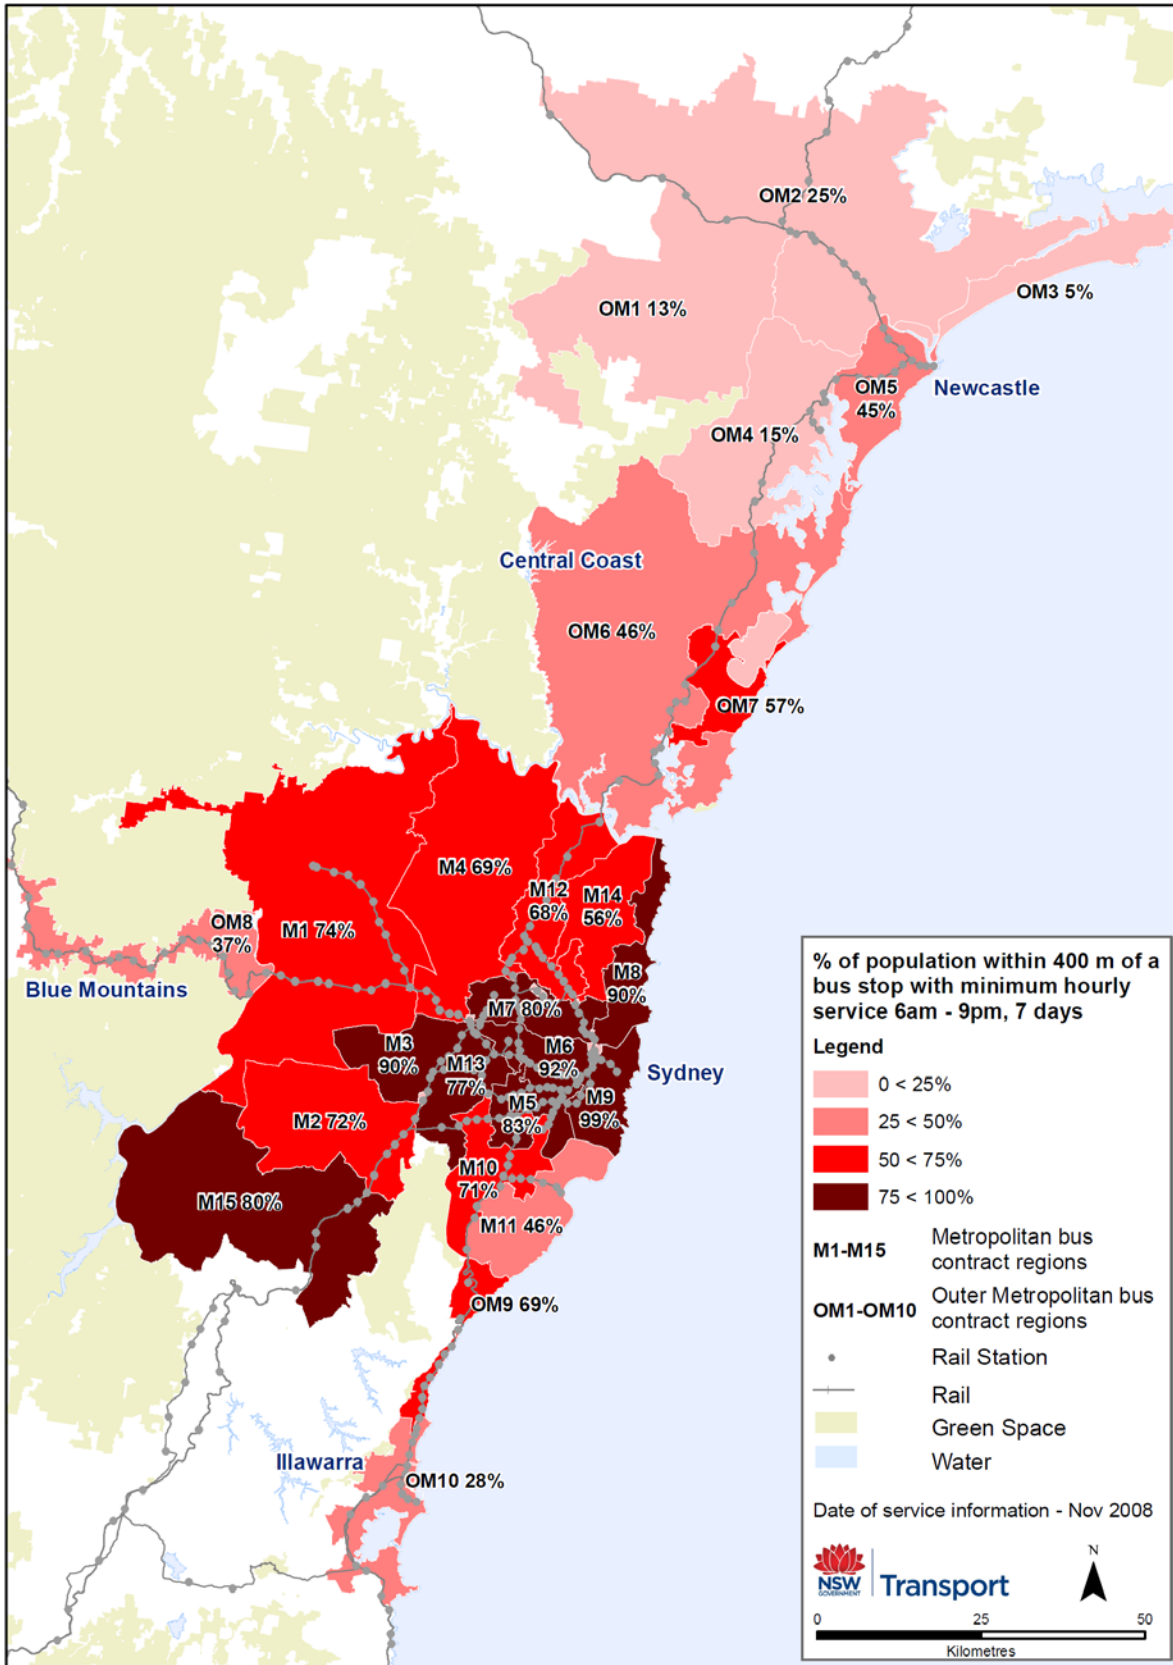 OM2 25%
OM3 5%
OM1 13%
OM5
45%
Newcastle
OM4 15%
Central Coast
OM6 46%
OM7 57%
M4 69%
M12
68%
M14
56%
OM8
37%
M1 74%
Blue Mountains
M8
90%
M7 80%
M3
90%
M13
77%
M6
92%
Sydney
M5
83%
M9
99%
M2 72%
M10
71%
M15 80%
M11 46%
OM9 69%
Illawarra
OM10 28%
% of population within 400 m of a
bus stop with minimum hourly
service 6am - 9pm, 7 days
Legend
0 < 25%
25 < 50%
50 < 75%
75 < 100%
M1-M15 Metropolitan bus
contract regions
OM1-OM10 Outer Metropolitan bus
contract regions
Rail Station
Rail
Green Space
Water
Date of service information - Nov 2008
NSW
GOVERNMENT
Transport
N
0 25 50
Kilometres